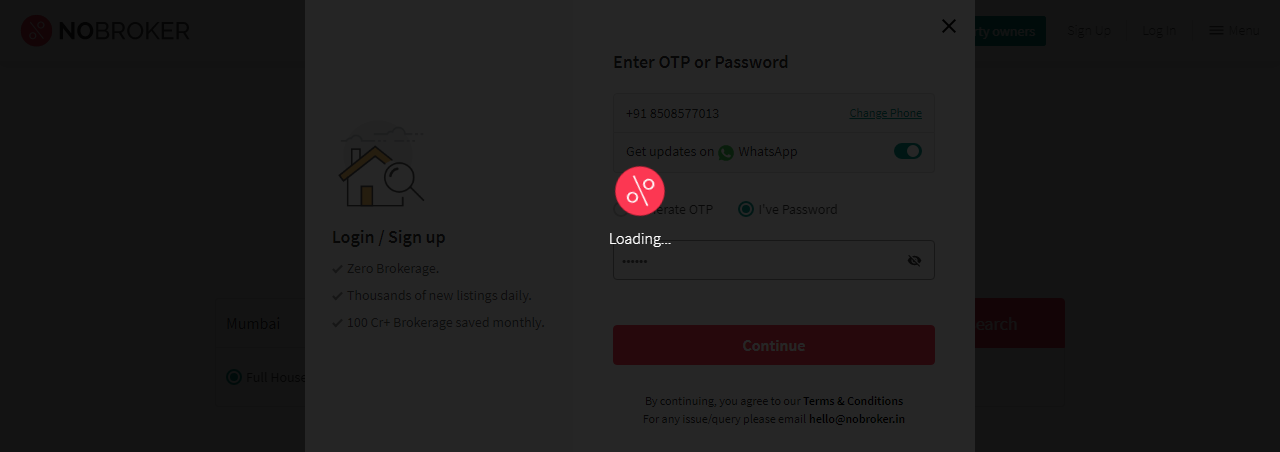 NOBROKER
rty owners
Sign Up
Log in
Menu
Enter OTP or Password
+91 8508577013
Change Phone
Get updates on WhatsApp
erate OTP
I've Password
Loading...
••••••
Login / Sign up
Zero Brokerage.
Thousands of new listings daily.
100 Cr+ Brokerage saved monthly.
Mumbai
earch
Full House
Continue
By continuing, you agree to our Terms & Conditions
For any issue/query please email hello@nobroker.in